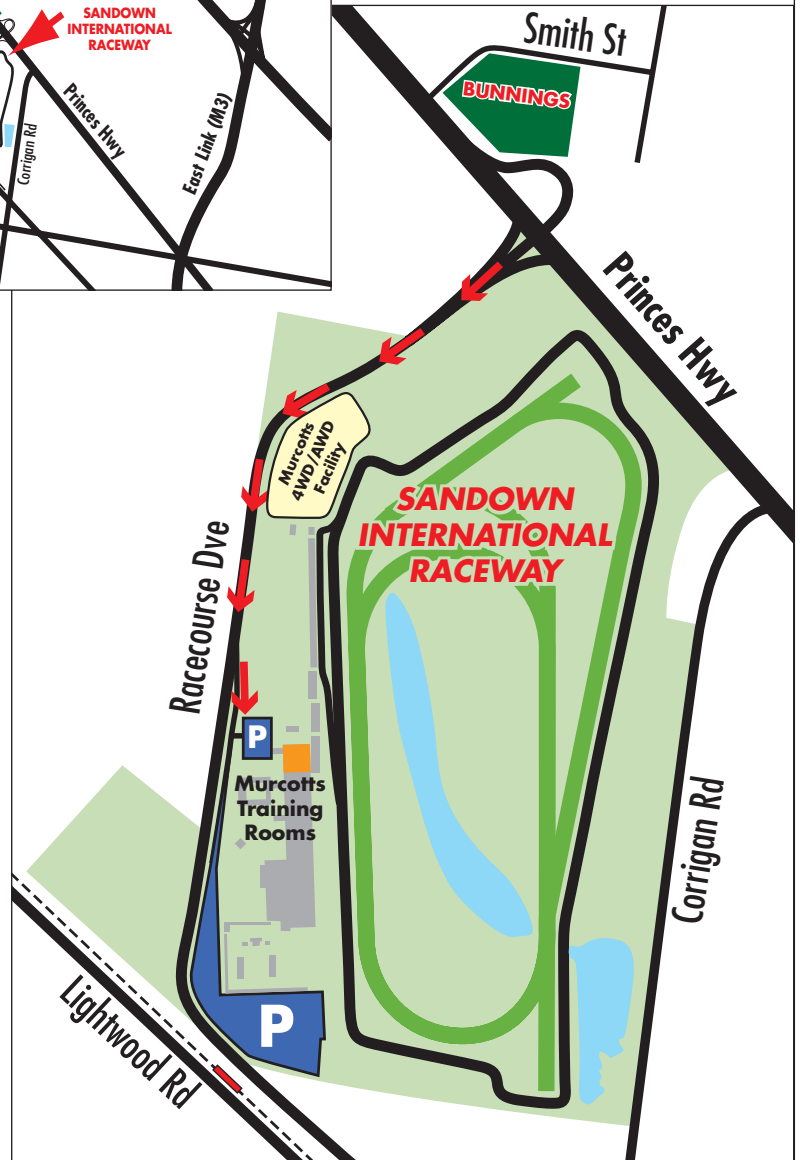 SANDOWN
INTERNATIONAL
RACEWAY
Princes Hwy
East Link (M3)
Corrigan Rd
Smith St
BUNNINGS
Princes Hwy
Murcotts
4WD/AWD
Facility
SANDOWN
INTERNATIONAL
RACEWAY
Racecourse Dve
P
Murcotts
Training
Rooms
Corrigan Rd
Lightwood Rd
P